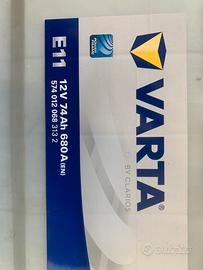 E11
12V 74Ah 680A (EN)
574 012 068 313 2
VARTA®
BY CLARIOS